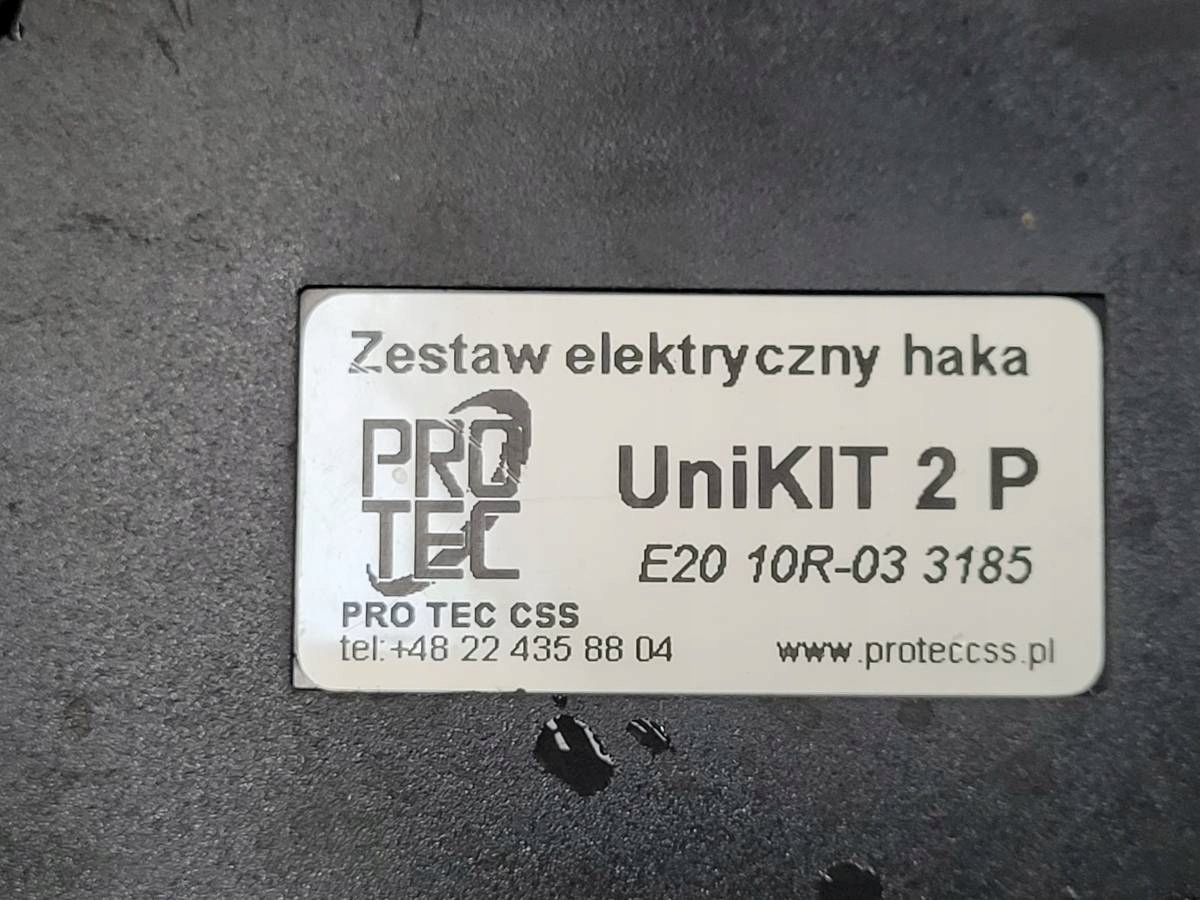 Zestaw elektryczny haka
PRO
TEC
UniKIT 2 P
E20 10R-03 3185
PRO TEC CSS
tel:+48 22 435 88 04 www.proteccss.pl